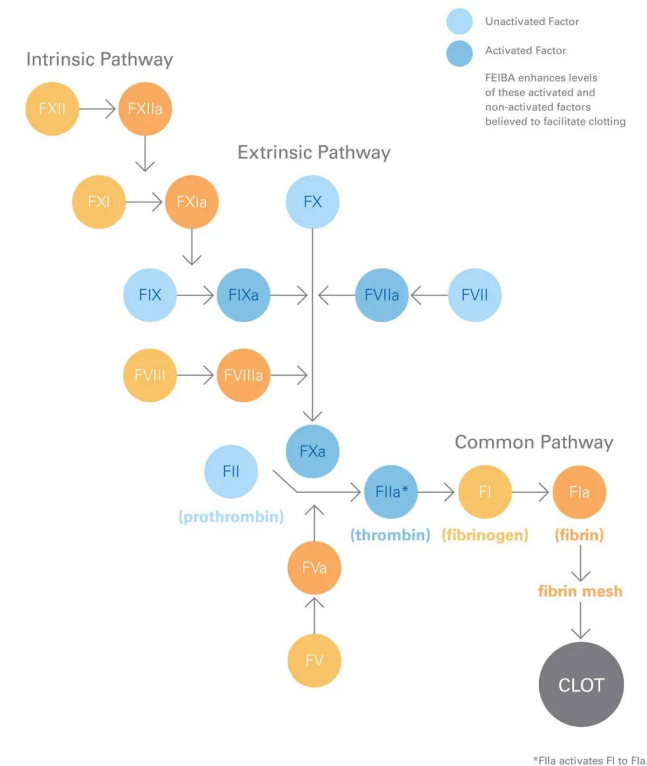 Unactivated Factor
Activated Factor
FEIBA enhances levels
of these activated and
non-activated factors
believed to facilitate clotting
Intrinsic Pathway
FXII
FXIIa
Extrinsic Pathway
FXI
FXIa
FX
FIX
FIXa
FVIIa
FVII
FVIII
FVIIIa
FXa
Common Pathway
FII
FIIa*
FI
FIa
(prothrombin)
(thrombin)
(fibrinogen)
(fibrin)
FVa
fibrin mesh
FV
CLOT
*FIIa activates FI to FIa.